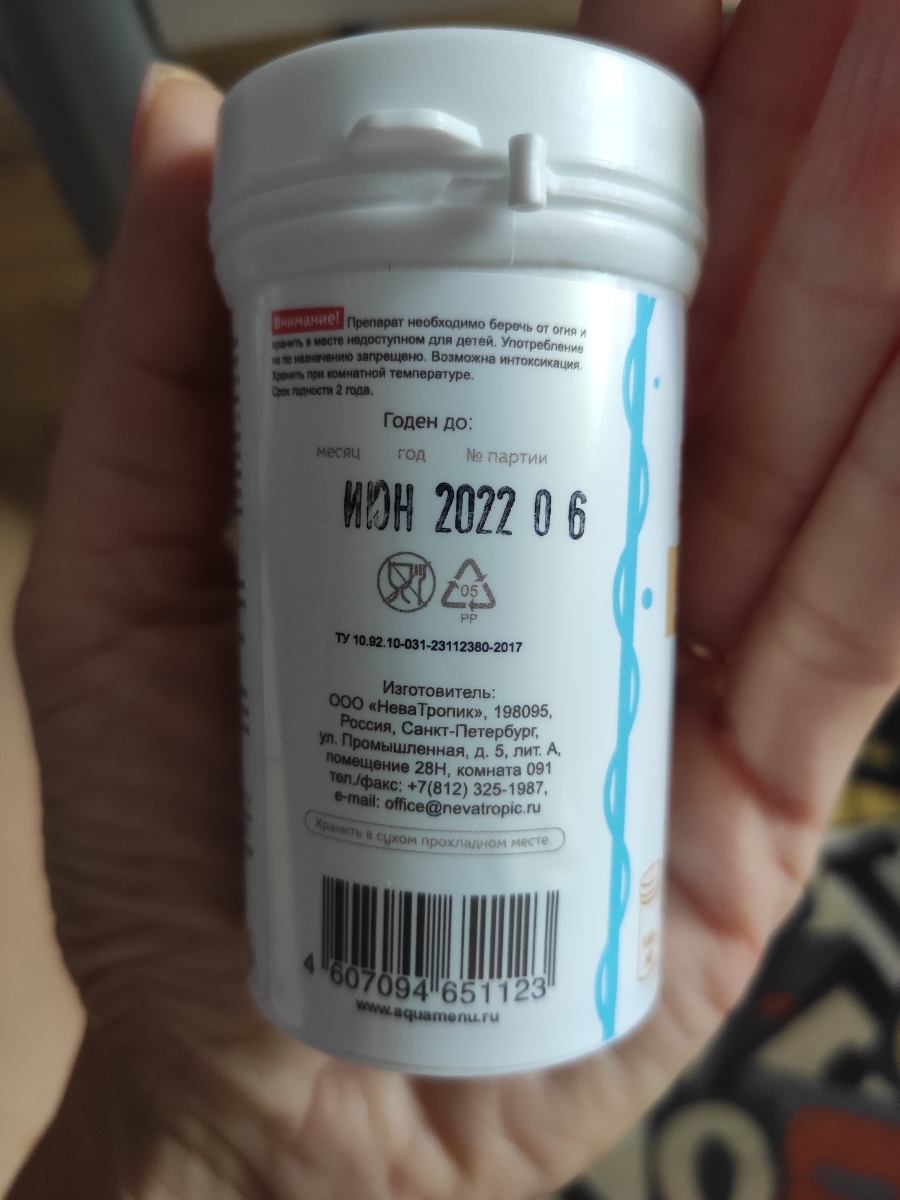 Внимание! Препарат необходимо беречь от огня и
хранить в месте недоступном для детей. Употребление
не по назначению запрещено. Возможна интоксикация.
Хранить при комнатной температуре.
Срок годности 2 года.
Годен до:
месяц год № партии
ИЮН 2022 0 6
05
PP
ТУ 10.92.10-031-23112380-2017
Изготовитель:
ООО «НеваТропик», 198095,
Россия, Санкт-Петербург,
ул. Промышленная, д. 5, лит. А,
помещение 28Н, комната 091
тел./факс: +7(812) 325-1987,
e-mail: office@nevatropic.ru
Хранить в сухом прохладном месте.
4 607094 651123
www.aquamenu.ru